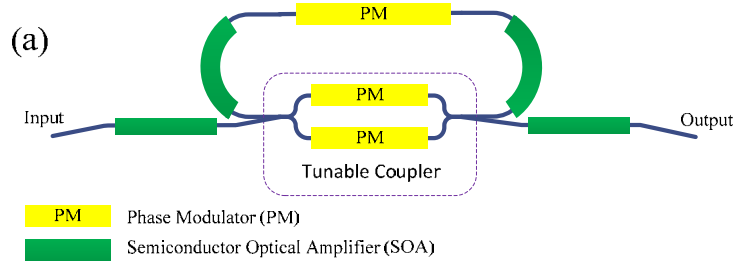 (a)
PM
PM
Input
Output
PM
Tunable Coupler
PM Phase Modulator (PM)
Semiconductor Optical Amplifier (SOA)